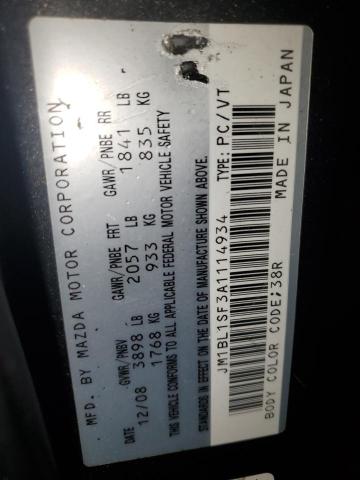 MFD. BY MAZDA MOTOR CORPORATION
DATE GVWR/PNBV GAWR/PNBE FRT GAWR/PNBE RR
12/08 3898 LB 2057 LB 1841 LB
1768 KG 933 KG 835 KG
THIS VEHICLE CONFORMS TO ALL APPLICABLE FEDERAL MOTOR VEHICLE SAFETY
STANDARDS IN EFFECT ON THE DATE OF MANUFACTURE SHOWN ABOVE.
JM1BL1SF3A1114934 TYPE: PC/VT
MADE IN JAPAN
BODY COLOR CODE/38R